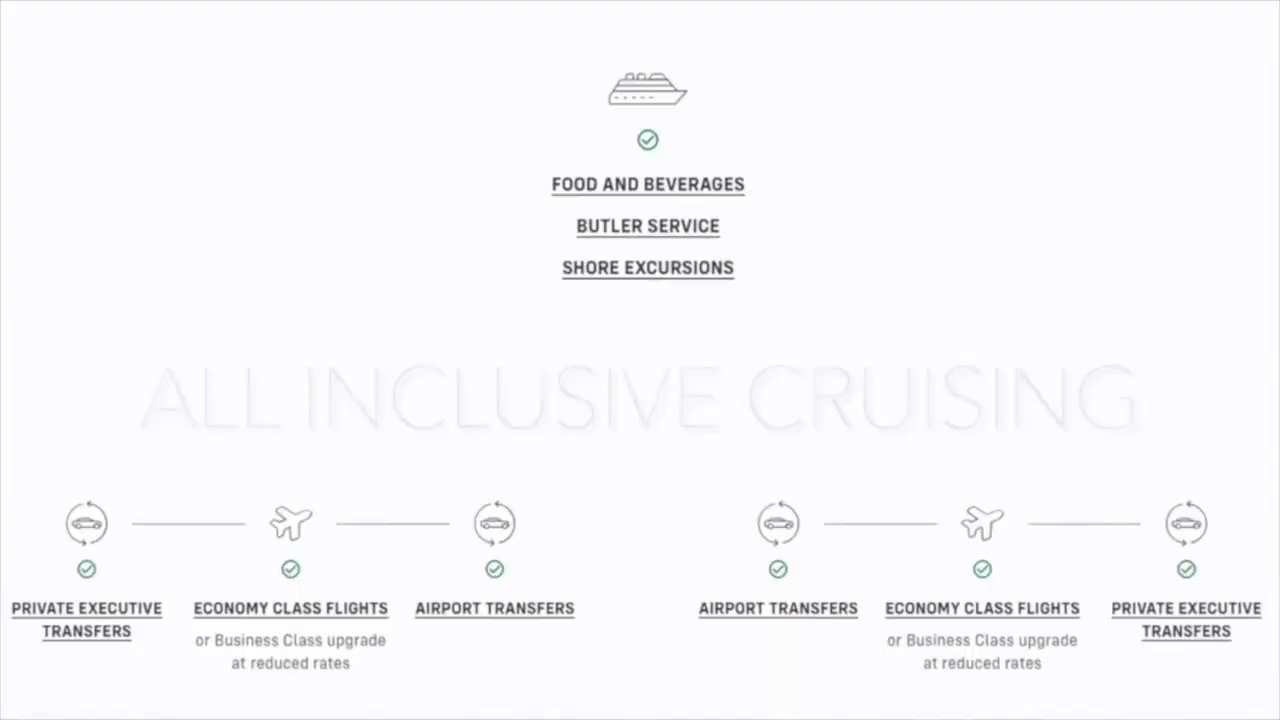 FOOD AND BEVERAGES
BUTLER SERVICE
SHORE EXCURSIONS
ALL INCLUSIVE CRUISING
PRIVATE EXECUTIVE
TRANSFERS
ECONOMY CLASS FLIGHTS
or Business Class upgrade
at reduced rates
AIRPORT TRANSFERS
AIRPORT TRANSFERS
ECONOMY CLASS FLIGHTS
or Business Class upgrade
at reduced rates
PRIVATE EXECUTIVE
TRANSFERS